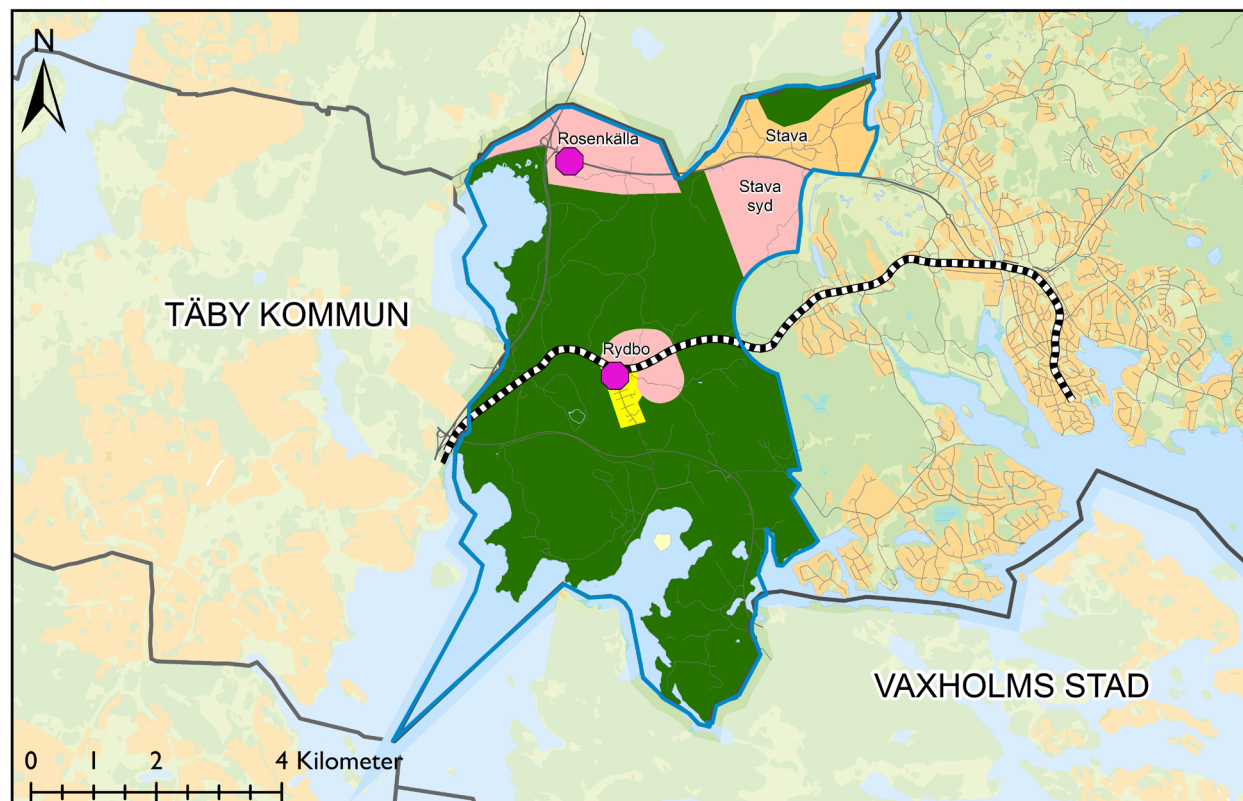 N
Rosenkälla
Stava
Stava
syd
TÄBY KOMMUN
Rydbo
VAXHOLMS STAD
0 1 2 4 Kilometer